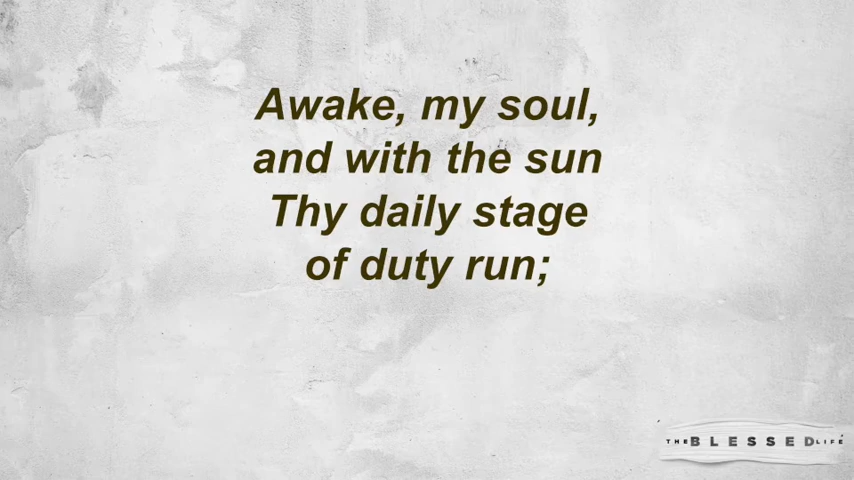 Awake, my soul,
and with the sun
Thy daily stage
of duty run;
THE BLESSED LIFE